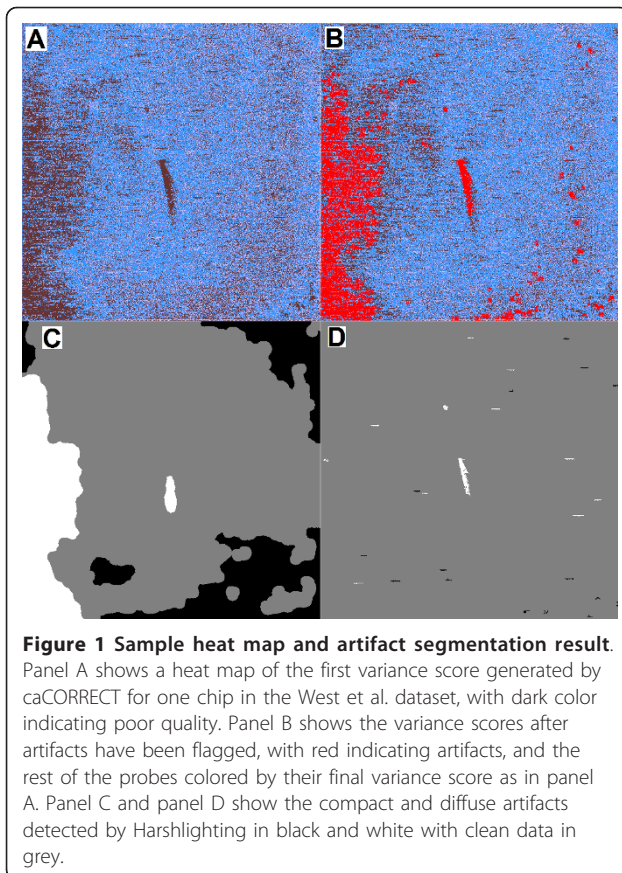 A
B
C
D
Figure 1 Sample heat map and artifact segmentation result.
Panel A shows a heat map of the first variance score generated by
caCORRECT for one chip in the West et al. dataset, with dark color
indicating poor quality. Panel B shows the variance scores after
artifacts have been flagged, with red indicating artifacts, and the
rest of the probes colored by their final variance score as in panel
A. Panel C and panel D show the compact and diffuse artifacts
detected by Harshlighting in black and white with clean data in
grey.